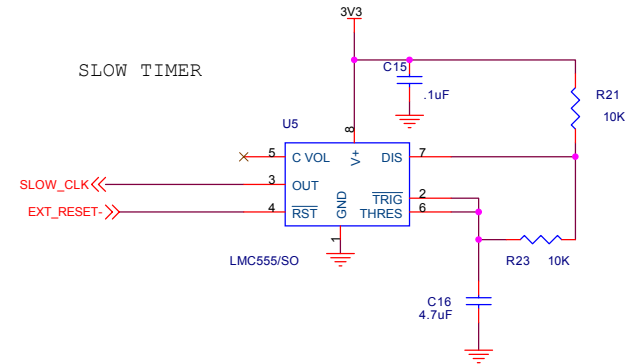 3V3
SLOW TIMER
C15
.1uF
R21
10K
U5
8
5
C VOL
V+
DIS
7
SLOW_CLK
3
OUT
TRIG
2
EXT_RESET-
4
RST
GND
THRES
6
1
LMC555/SO
R23
10K
C16
4.7uF